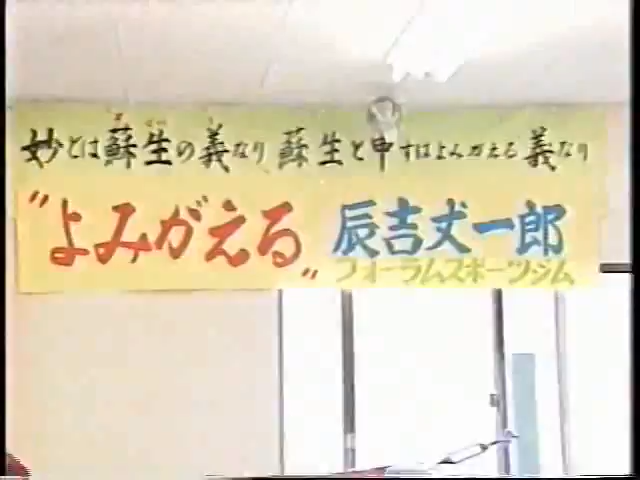 妙とは蘇生の義なり 蘇生と申すはよみがえる義なり
"よみがえる" 辰吉丈一郎
フォーラムスポーツジム